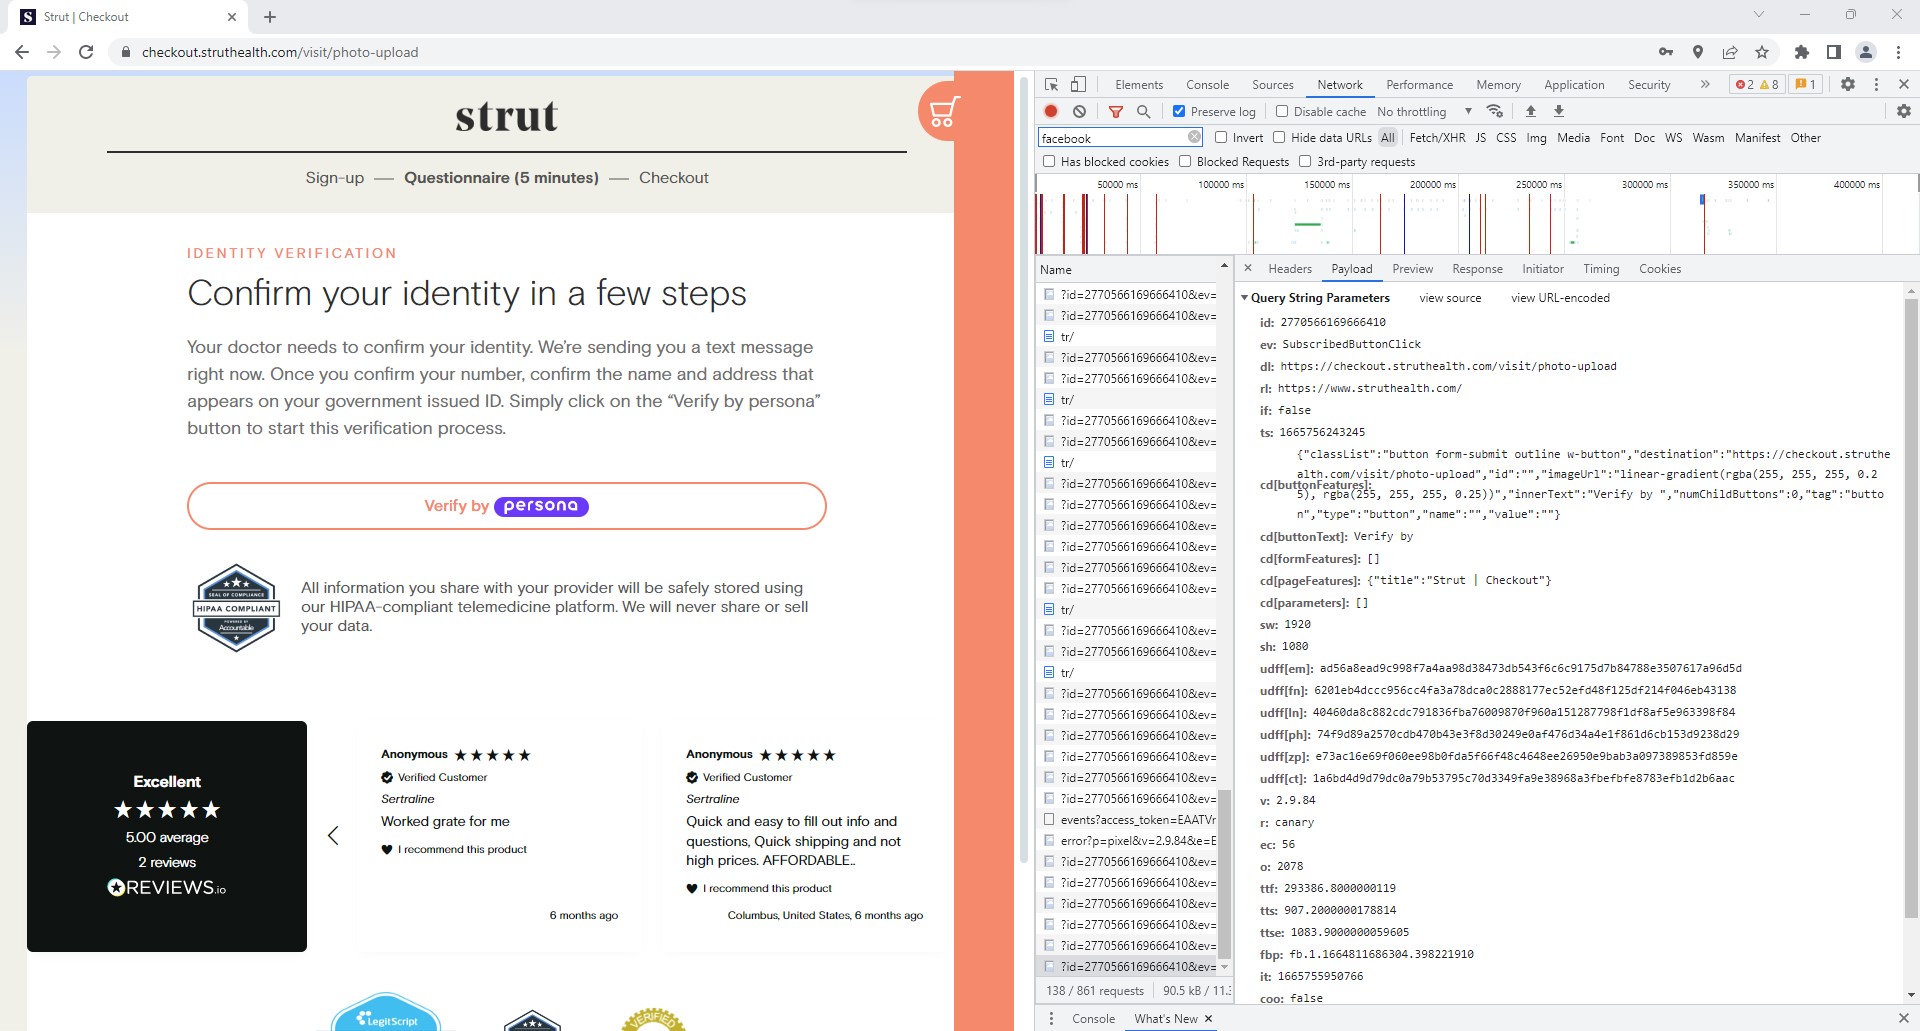 Strut | Checkout
checkout.struthealth.com/visit/photo-upload
strut
Sign-up — Questionnaire (5 minutes) — Checkout
IDENTITY VERIFICATION
Confirm your identity in a few steps
Your doctor needs to confirm your identity. We're sending you a text message
right now. Once you confirm your number, confirm the name and address that
appears on your government issued ID. Simply click on the “Verify by persona”
button to start this verification process.
Verify by persona
SEAL OF COMPLIANCE
HIPAA COMPLIANT
POWERED BY
Accountable
All information you share with your provider will be safely stored using
our HIPAA-compliant telemedicine platform. We will never share or sell
your data.
Excellent
5.00 average
2 reviews
REVIEWS.io
Anonymous
Verified Customer
Sertraline
Worked grate for me
I recommend this product
6 months ago
Anonymous
Verified Customer
Sertraline
Quick and easy to fill out info and
questions, Quick shipping and not
high prices. AFFORDABLE..
I recommend this product
Columbus, United States, 6 months ago
LegitScript
VERIFIED
Elements Console Sources Network Performance Memory Application Security » 2 8 1
Preserve log Disable cache No throttling
facebook Invert Hide data URLs All Fetch/XHR JS CSS Img Media Font Doc WS Wasm Manifest Other
Has blocked cookies Blocked Requests 3rd-party requests
50000 ms 100000 ms 150000 ms 200000 ms 250000 ms 300000 ms 350000 ms 400000 ms
Name
?id=2770566169666410&ev=
?id=2770566169666410&ev=
tr/
?id=2770566169666410&ev=
?id=2770566169666410&ev=
tr/
?id=2770566169666410&ev=
?id=2770566169666410&ev=
tr/
?id=2770566169666410&ev=
?id=2770566169666410&ev=
?id=2770566169666410&ev=
?id=2770566169666410&ev=
?id=2770566169666410&ev=
?id=2770566169666410&ev=
tr/
?id=2770566169666410&ev=
?id=2770566169666410&ev=
tr/
?id=2770566169666410&ev=
?id=2770566169666410&ev=
?id=2770566169666410&ev=
?id=2770566169666410&ev=
?id=2770566169666410&ev=
?id=2770566169666410&ev=
events?access_token=EAATVr
error?p=pixel&v=2.9.84&e=E
?id=2770566169666410&ev=
?id=2770566169666410&ev=
?id=2770566169666410&ev=
?id=2770566169666410&ev=
?id=2770566169666410&ev=
?id=2770566169666410&ev=
138 / 861 requests 90.5 kB / 11.
Headers Payload Preview Response Initiator Timing Cookies
Query String Parameters view source view URL-encoded
id: 2770566169666410
ev: SubscribedButtonClick
dl: https://checkout.struthealth.com/visit/photo-upload
rl: https://www.struthealth.com/
if: false
ts: 1665756243245
cd[buttonFeatures]:
{"classList":"button form-submit outline w-button","destination":"https://checkout.struthe
alth.com/visit/photo-upload","id":"","imageUrl":"linear-gradient(rgba(255, 255, 255, 0.2
5), rgba(255, 255, 255, 0.25))","innerText":"Verify by ","numChildButtons":0,"tag":"butto
n","type":"button","name":"","value":""}
cd[buttonText]: Verify by
cd[formFeatures]: []
cd[pageFeatures]: {"title":"Strut | Checkout"}
cd[parameters]: []
sw: 1920
sh: 1080
udff[em]: ad56a8ead9c998f7a4aa98d38473db543f6c6c9175d7b84788e3507617a96d5d
udff[fn]: 6201eb4dccc956cc4fa3a78dca0c2888177ec52efd48f125df214f046eb43138
udff[ln]: 40460da8c882cdc791836fba76009870f960a151287798f1df8af5e963398f84
udff[ph]: 74f9d89a2570cdb470b43e3f8d30249e0af476d34a4e1f861d6cb153d9238d29
udff[zp]: e73ac16e69f060ee98b0fda5f66f48c4648ee26950e9bab3a097389853fd859e
udff[ct]: 1a6bd4d9d79dc0a79b53795c70d3349fa9e38968a3fbefbfe8783efb1d2b6aac
v: 2.9.84
r: canary
ec: 56
o: 2078
ttf: 293386.8000000119
tts: 907.2000000178814
ttse: 1083.9000000059605
fbp: fb.1.1664811686304.398221910
it: 1665755950766
coo: false
Console What's New